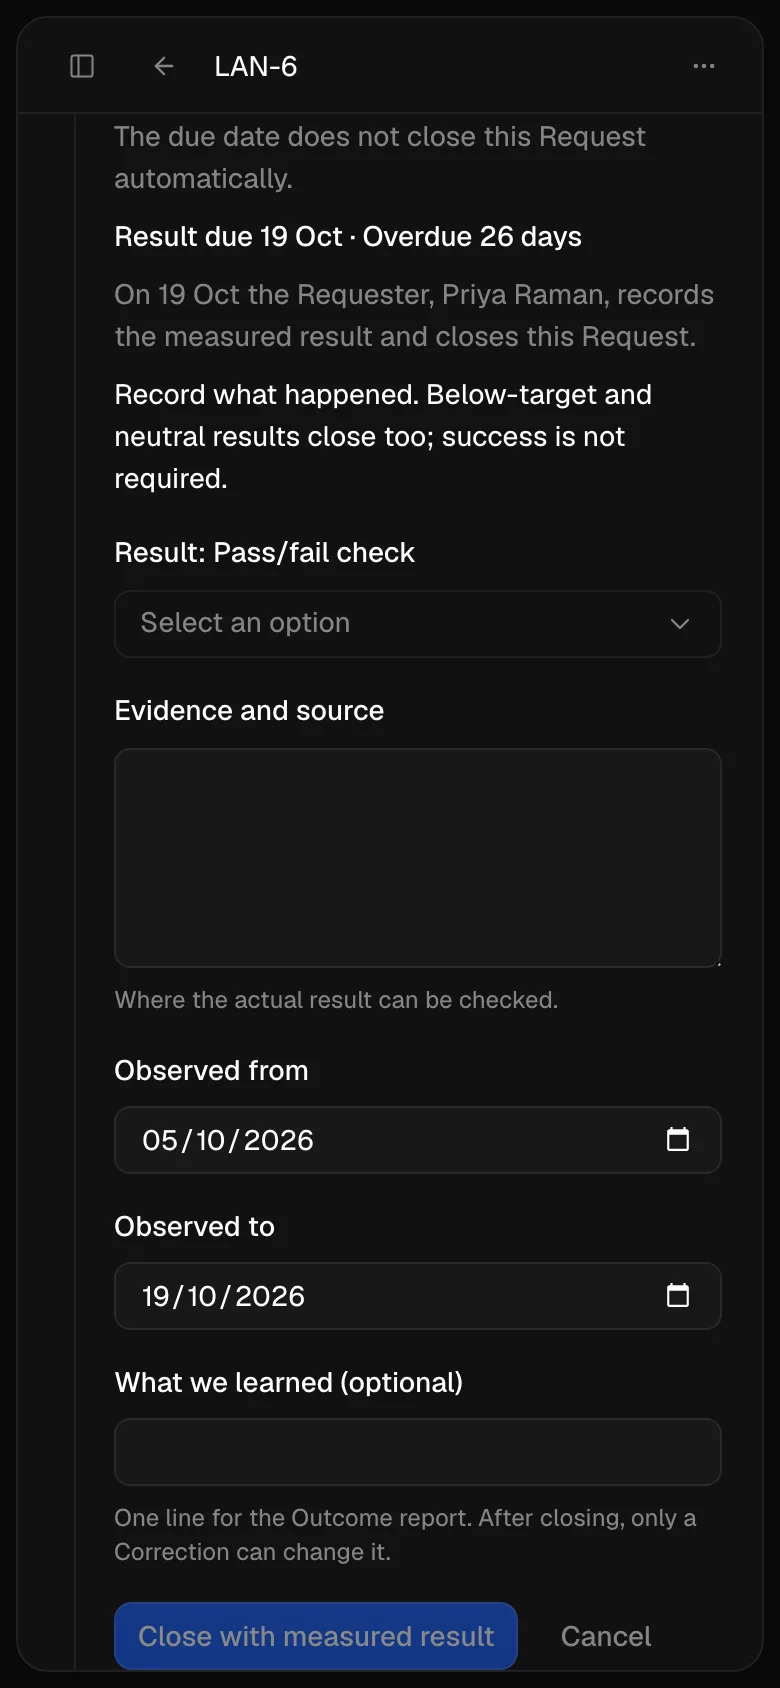 LAN-6
The due date does not close this Request
automatically.
Result due 19 Oct · Overdue 26 days
On 19 Oct the Requester, Priya Raman, records
the measured result and closes this Request.
Record what happened. Below-target and
neutral results close too; success is not
required.
Result: Pass/fail check
Select an option
Evidence and source
Where the actual result can be checked.
Observed from
05/10/2026
Observed to
19/10/2026
What we learned (optional)
One line for the Outcome report. After closing, only a
Correction can change it.
Close with measured result Cancel